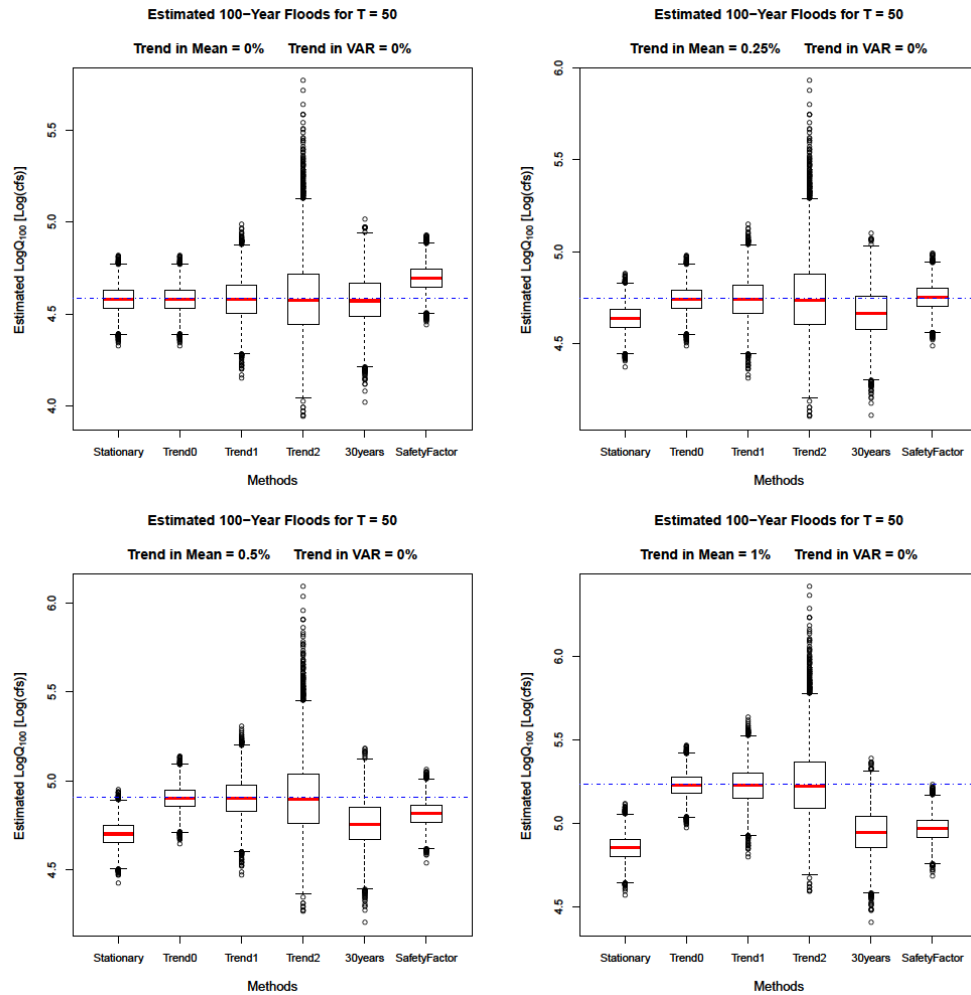 Estimated 100−Year Floods for T = 50
Trend in Mean = 0% Trend in VAR = 0%
Estimated LogQ100 [Log(cfs)]
5.5
5.0
4.5
4.0
Stationary Trend0 Trend1 Trend2 30years SafetyFactor
Methods
Estimated 100−Year Floods for T = 50
Trend in Mean = 0.25% Trend in VAR = 0%
Estimated LogQ100 [Log(cfs)]
6.0
5.5
5.0
4.5
Stationary Trend0 Trend1 Trend2 30years SafetyFactor
Methods
Estimated 100−Year Floods for T = 50
Trend in Mean = 0.5% Trend in VAR = 0%
Estimated LogQ100 [Log(cfs)]
6.0
5.5
5.0
4.5
Stationary Trend0 Trend1 Trend2 30years SafetyFactor
Methods
Estimated 100−Year Floods for T = 50
Trend in Mean = 1% Trend in VAR = 0%
Estimated LogQ100 [Log(cfs)]
6.0
5.5
5.0
4.5
Stationary Trend0 Trend1 Trend2 30years SafetyFactor
Methods